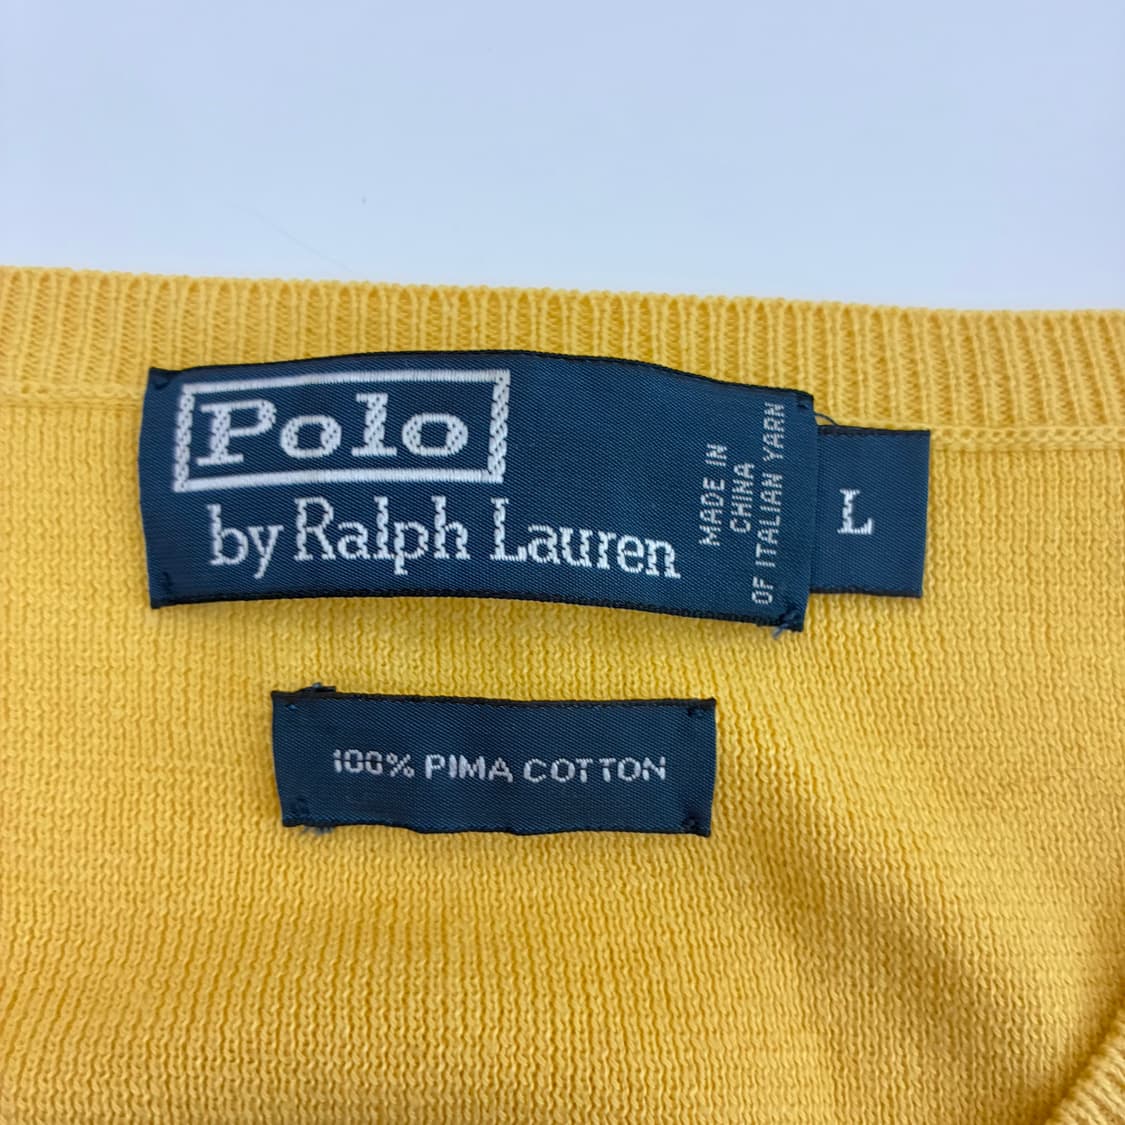 Polo
by Ralph Lauren
MADE IN
CHINA
OF ITALIAN YARN
L
100% PIMA COTTON